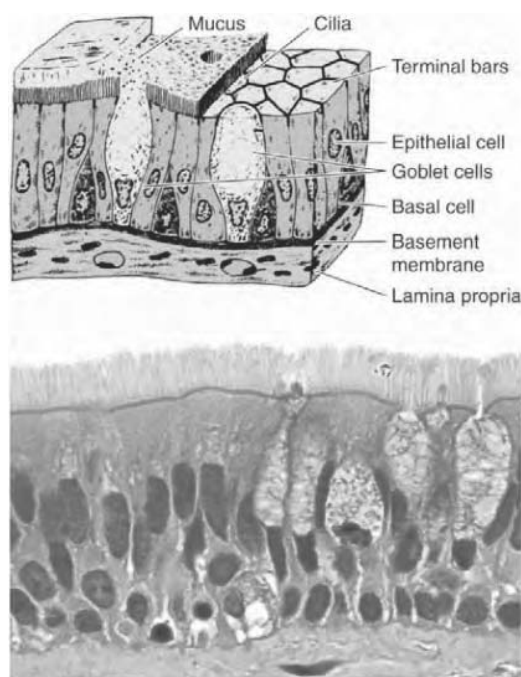 Mucus
Cilia
Terminal bars
Epithelial cell
Goblet cells
Basal cell
Basement
membrane
Lamina propria